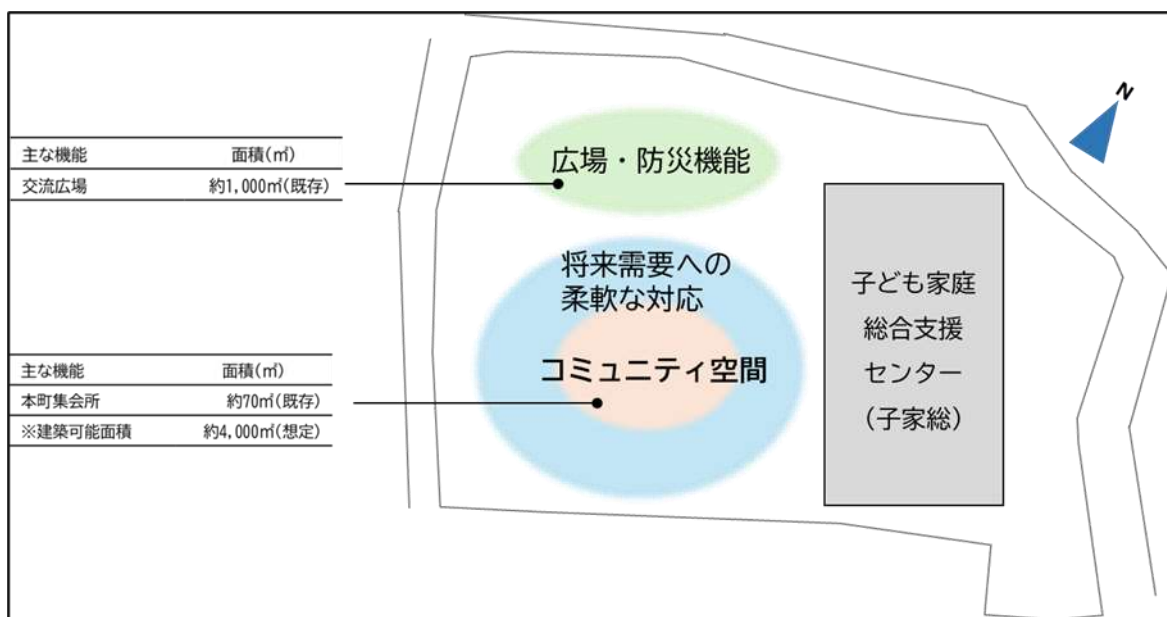 N
主な機能 面積(㎡)
交流広場 約1,000㎡(既存)
広場・防災機能
将来需要への
柔軟な対応
コミュニティ空間
主な機能 面積(㎡)
本町集会所 約70㎡(既存)
※建築可能面積 約4,000㎡(想定)
子ども家庭
総合支援
センター
(子家総)